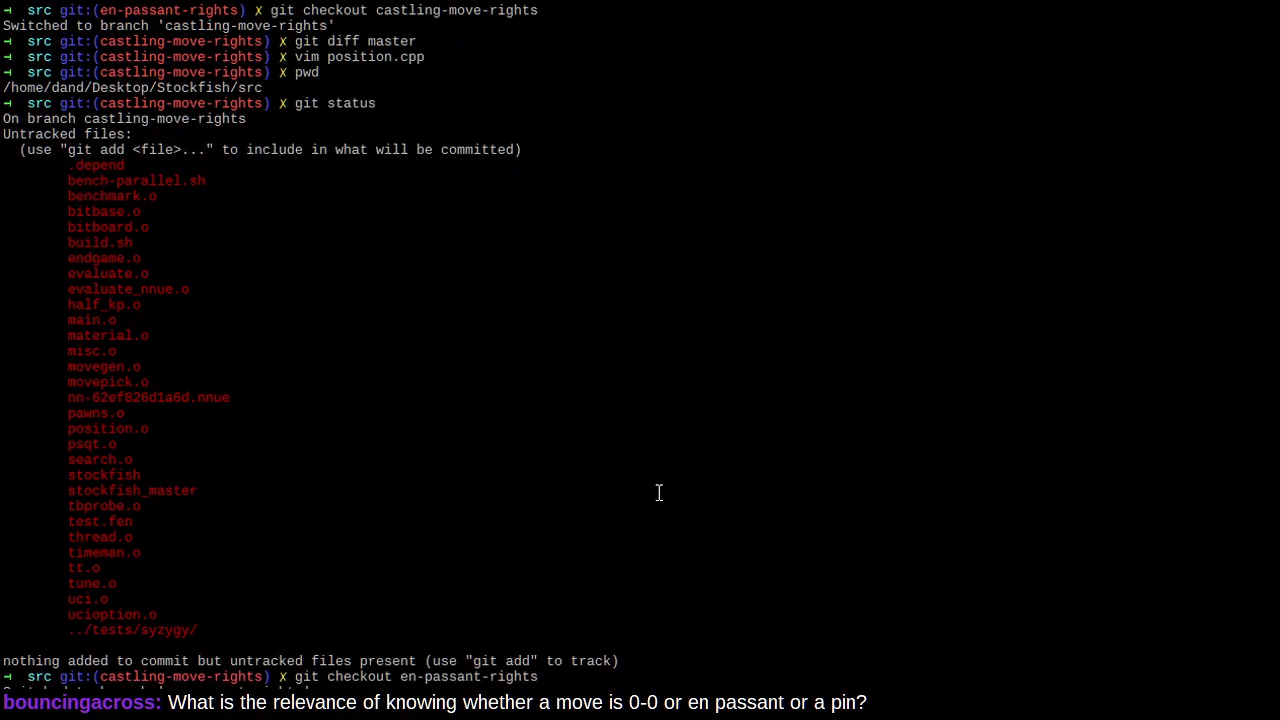 → src git:(en-passant-rights) ✗ git checkout castling-move-rights
Switched to branch 'castling-move-rights'
→ src git:(castling-move-rights) ✗ git diff master
→ src git:(castling-move-rights) ✗ vim position.cpp
→ src git:(castling-move-rights) ✗ pwd
/home/dand/Desktop/Stockfish/src
→ src git:(castling-move-rights) ✗ git status
On branch castling-move-rights
Untracked files:
(use "git add <file>..." to include in what will be committed)
.depend
bench-parallel.sh
benchmark.o
bitbase.o
bitboard.o
build.sh
endgame.o
evaluate.o
evaluate_nnue.o
half_kp.o
main.o
material.o
misc.o
movegen.o
movepick.o
nn-62ef826d1a6d.nnue
pawns.o
position.o
psqt.o
search.o
stockfish
stockfish_master
tbprobe.o
test.fen
thread.o
timeman.o
tt.o
tune.o
uci.o
ucioption.o
../tests/syzygy/
nothing added to commit but untracked files present (use "git add" to track)
→ src git:(castling-move-rights) ✗ git checkout en-passant-rights
bouncingacross: What is the relevance of knowing whether a move is 0-0 or en passant or a pin?